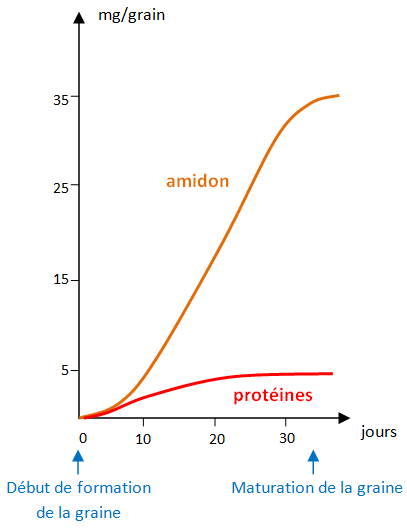 mg/grain
35
25
15
5
amidon
protéines
0 10 20 30
jours
Début de formation
de la graine
Maturation de la graine